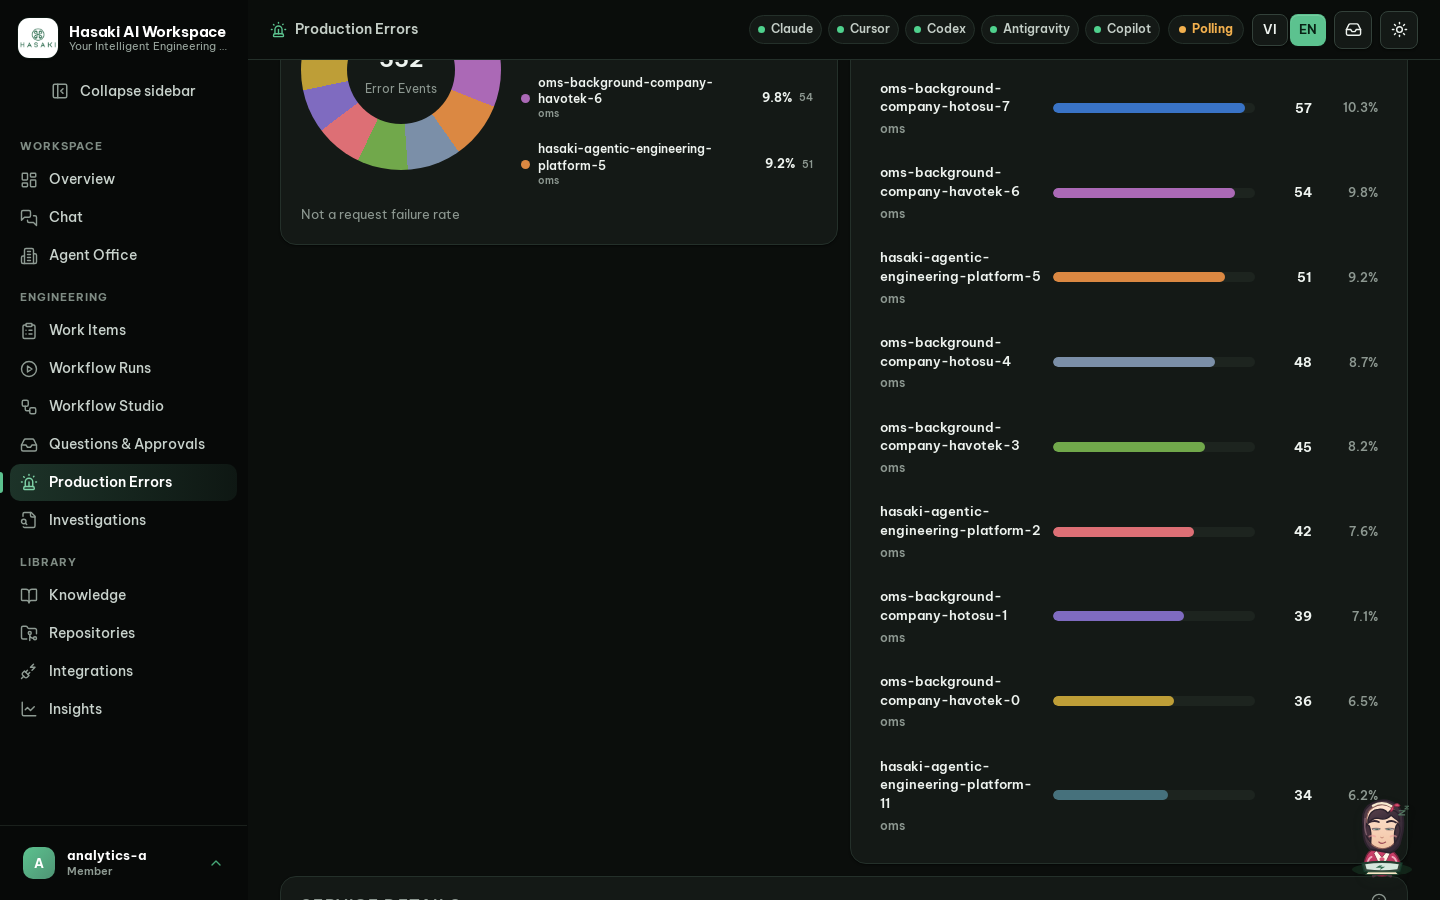 HASAKI
Hasaki AI Workspace
Your Intelligent Engineering ...
Collapse sidebar
WORKSPACE
Overview
Chat
Agent Office
ENGINEERING
Work Items
Workflow Runs
Workflow Studio
Questions & Approvals
Production Errors
Investigations
LIBRARY
Knowledge
Repositories
Integrations
Insights
A
analytics-a
Member
Production Errors
Claude
Cursor
Codex
Antigravity
Copilot
Polling
VI
EN
552
Error Events
oms-background-company-
havotek-6
oms
9.8% 54
hasaki-agentic-engineering-
platform-5
oms
9.2% 51
Not a request failure rate
oms-background-
company-hotosu-7
oms
57 10.3%
oms-background-
company-havotek-6
oms
54 9.8%
hasaki-agentic-
engineering-platform-5
oms
51 9.2%
oms-background-
company-hotosu-4
oms
48 8.7%
oms-background-
company-havotek-3
oms
45 8.2%
hasaki-agentic-
engineering-platform-2
oms
42 7.6%
oms-background-
company-hotosu-1
oms
39 7.1%
oms-background-
company-havotek-0
oms
36 6.5%
hasaki-agentic-
engineering-platform-
11
oms
34 6.2%
SERVICE DETAILS